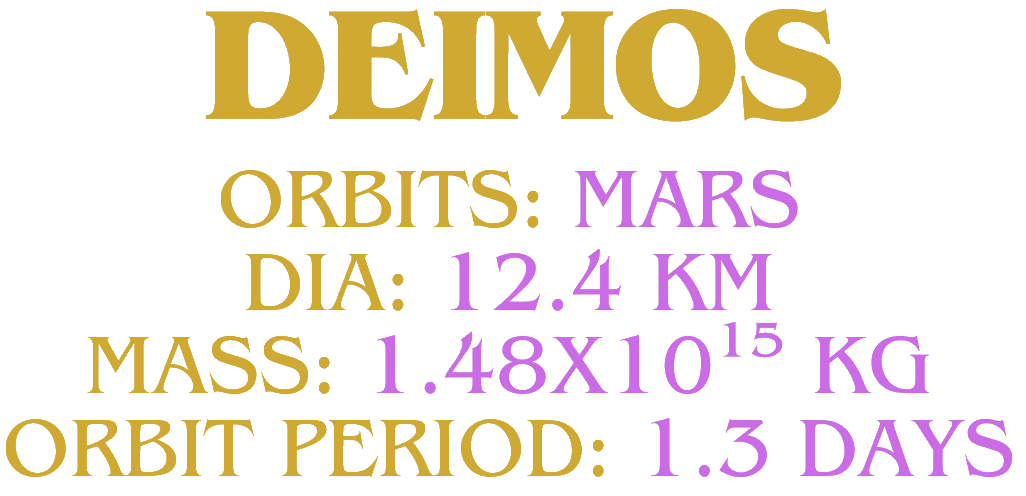 DEIMOS
ORBITS: MARS
DIA: 12.4 KM
MASS: 1.48X10¹⁵ KG
ORBIT PERIOD: 1.3 DAYS